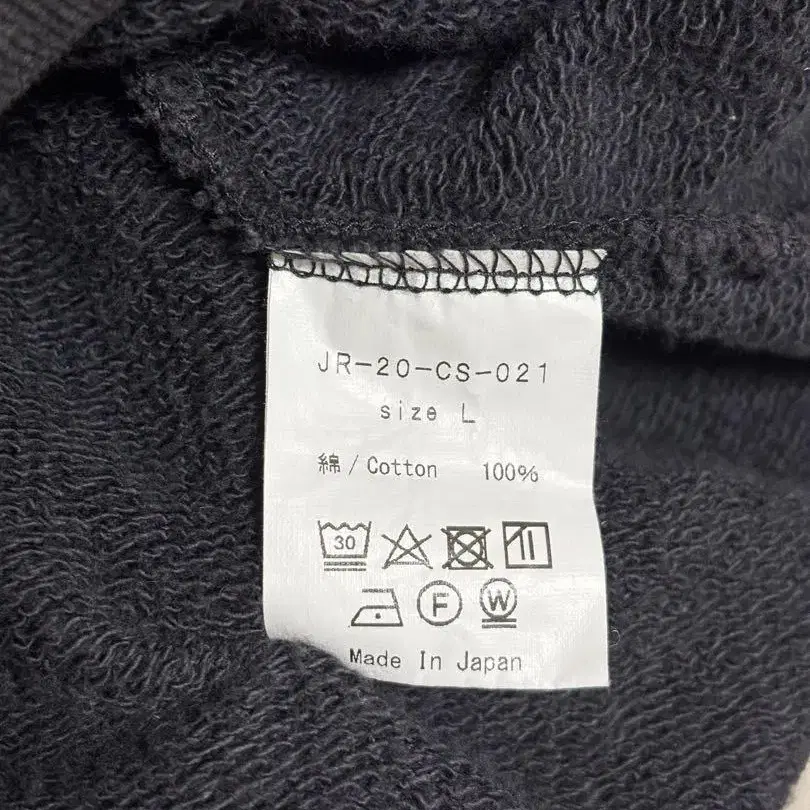 JR-20-CS-021
size L
綿/Cotton 100%
30
F W
Made In Japan